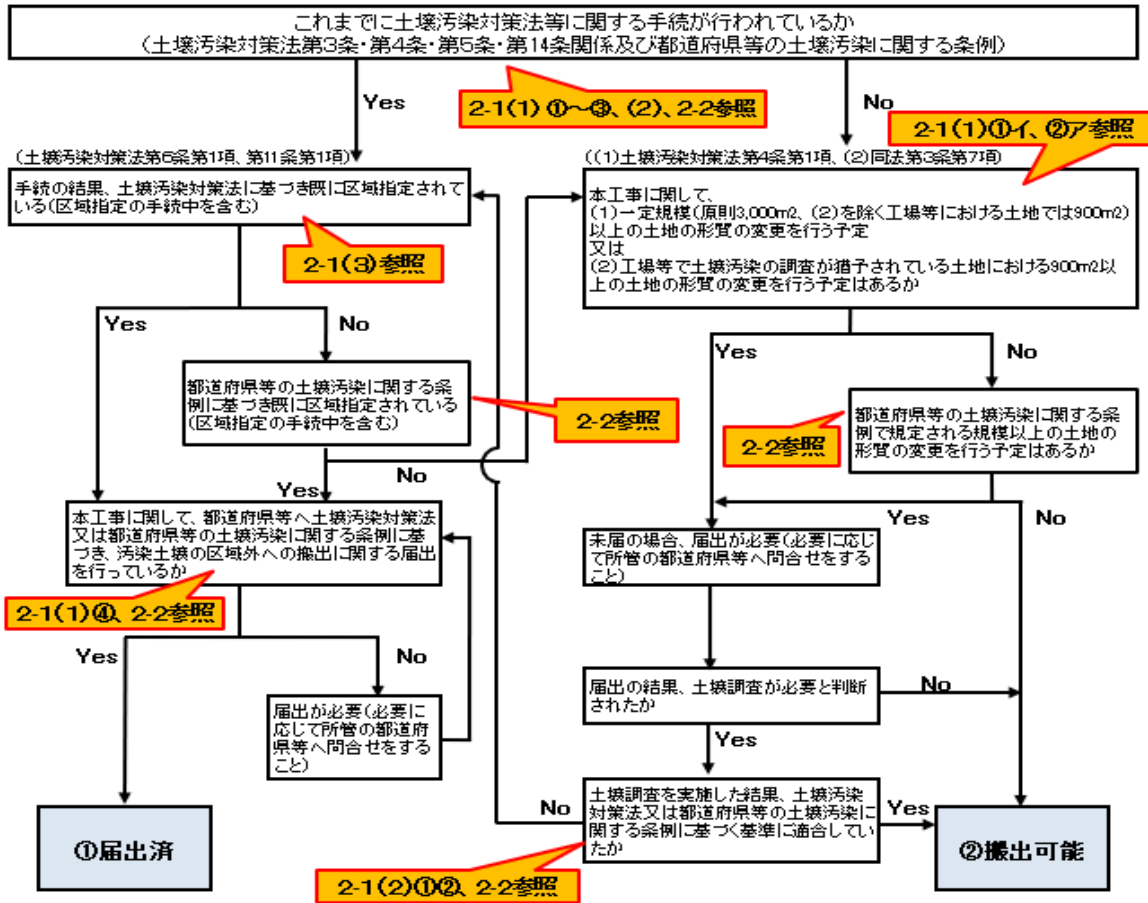 これまでに土壌汚染対策法等に関する手続が行われているか
(土壌汚染対策法第3条・第4条・第5条・第14条関係及び都道府県等の土壌汚染に関する条例)
Yes
2-1(1)①～③、(2)、2-2参照
No
2-1(1)①イ、②ア参照
(土壌汚染対策法第6条第1項、第11条第1項)
手続の結果、土壌汚染対策法に基づき既に区域指定されて
いる(区域指定の手続中を含む)
2-1(3)参照
((1)土壌汚染対策法第4条第1項、(2)同法第3条第7項)
本工事に関して、
(1)一定規模(原則3,000m2、(2)を除く工場等における土地では900m2)
以上の土地の形質の変更を行う予定
又は
(2)工場等で土壌汚染の調査が猶予されている土地における900m2以
上の土地の形質の変更を行う予定はあるか
Yes
No
都道府県等の土壌汚染に関する条
例に基づき既に区域指定されている
(区域指定の手続中を含む)
2-2参照
Yes
No
Yes
No
2-2参照
都道府県等の土壌汚染に関する条
例で規定される規模以上の土地の
形質の変更を行う予定はあるか
Yes
No
本工事に関して、都道府県等へ土壌汚染対策法
又は都道府県等の土壌汚染に関する条例に基
づき、汚染土壌の区域外への搬出に関する届出
を行っているか
2-1(1)④、2-2参照
未届の場合、届出が必要(必要に応じ
て所管の都道府県等へ問合せをする
こと)
Yes
No
届出が必要(必要に
応じて所管の都道府
県等へ問合せをする
こと)
届出の結果、土壌調査が必要と判断
されたか
No
Yes
土壌調査を実施した結果、土壌汚染
対策法又は都道府県等の土壌汚染に
関する条例に基づく基準に適合してい
たか
No
Yes
2-1(2)①②、2-2参照
①届出済
②搬出可能